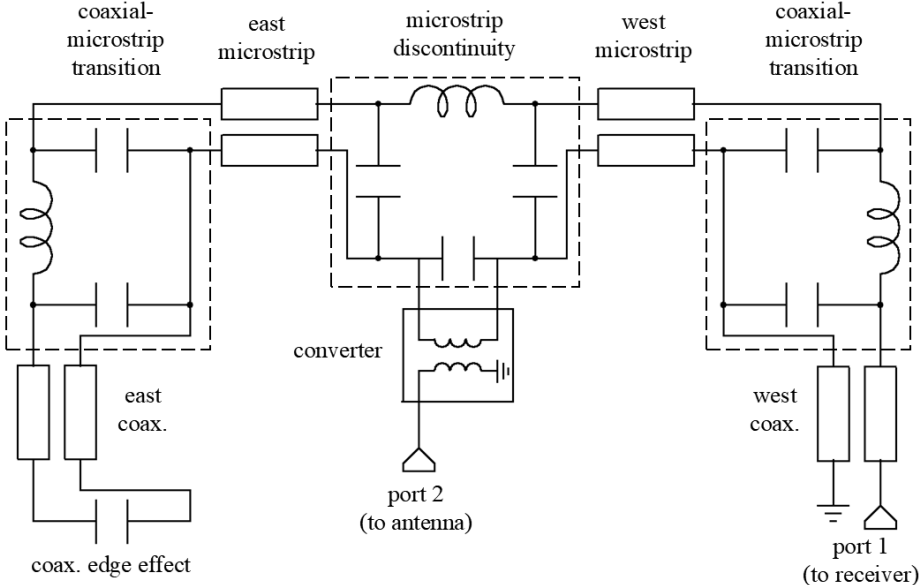 coaxial-
microstrip
transition
east
microstrip
microstrip
discontinuity
west
microstrip
coaxial-
microstrip
transition
converter
east
coax.
west
coax.
port 2
(to antenna)
coax. edge effect
port 1
(to receiver)